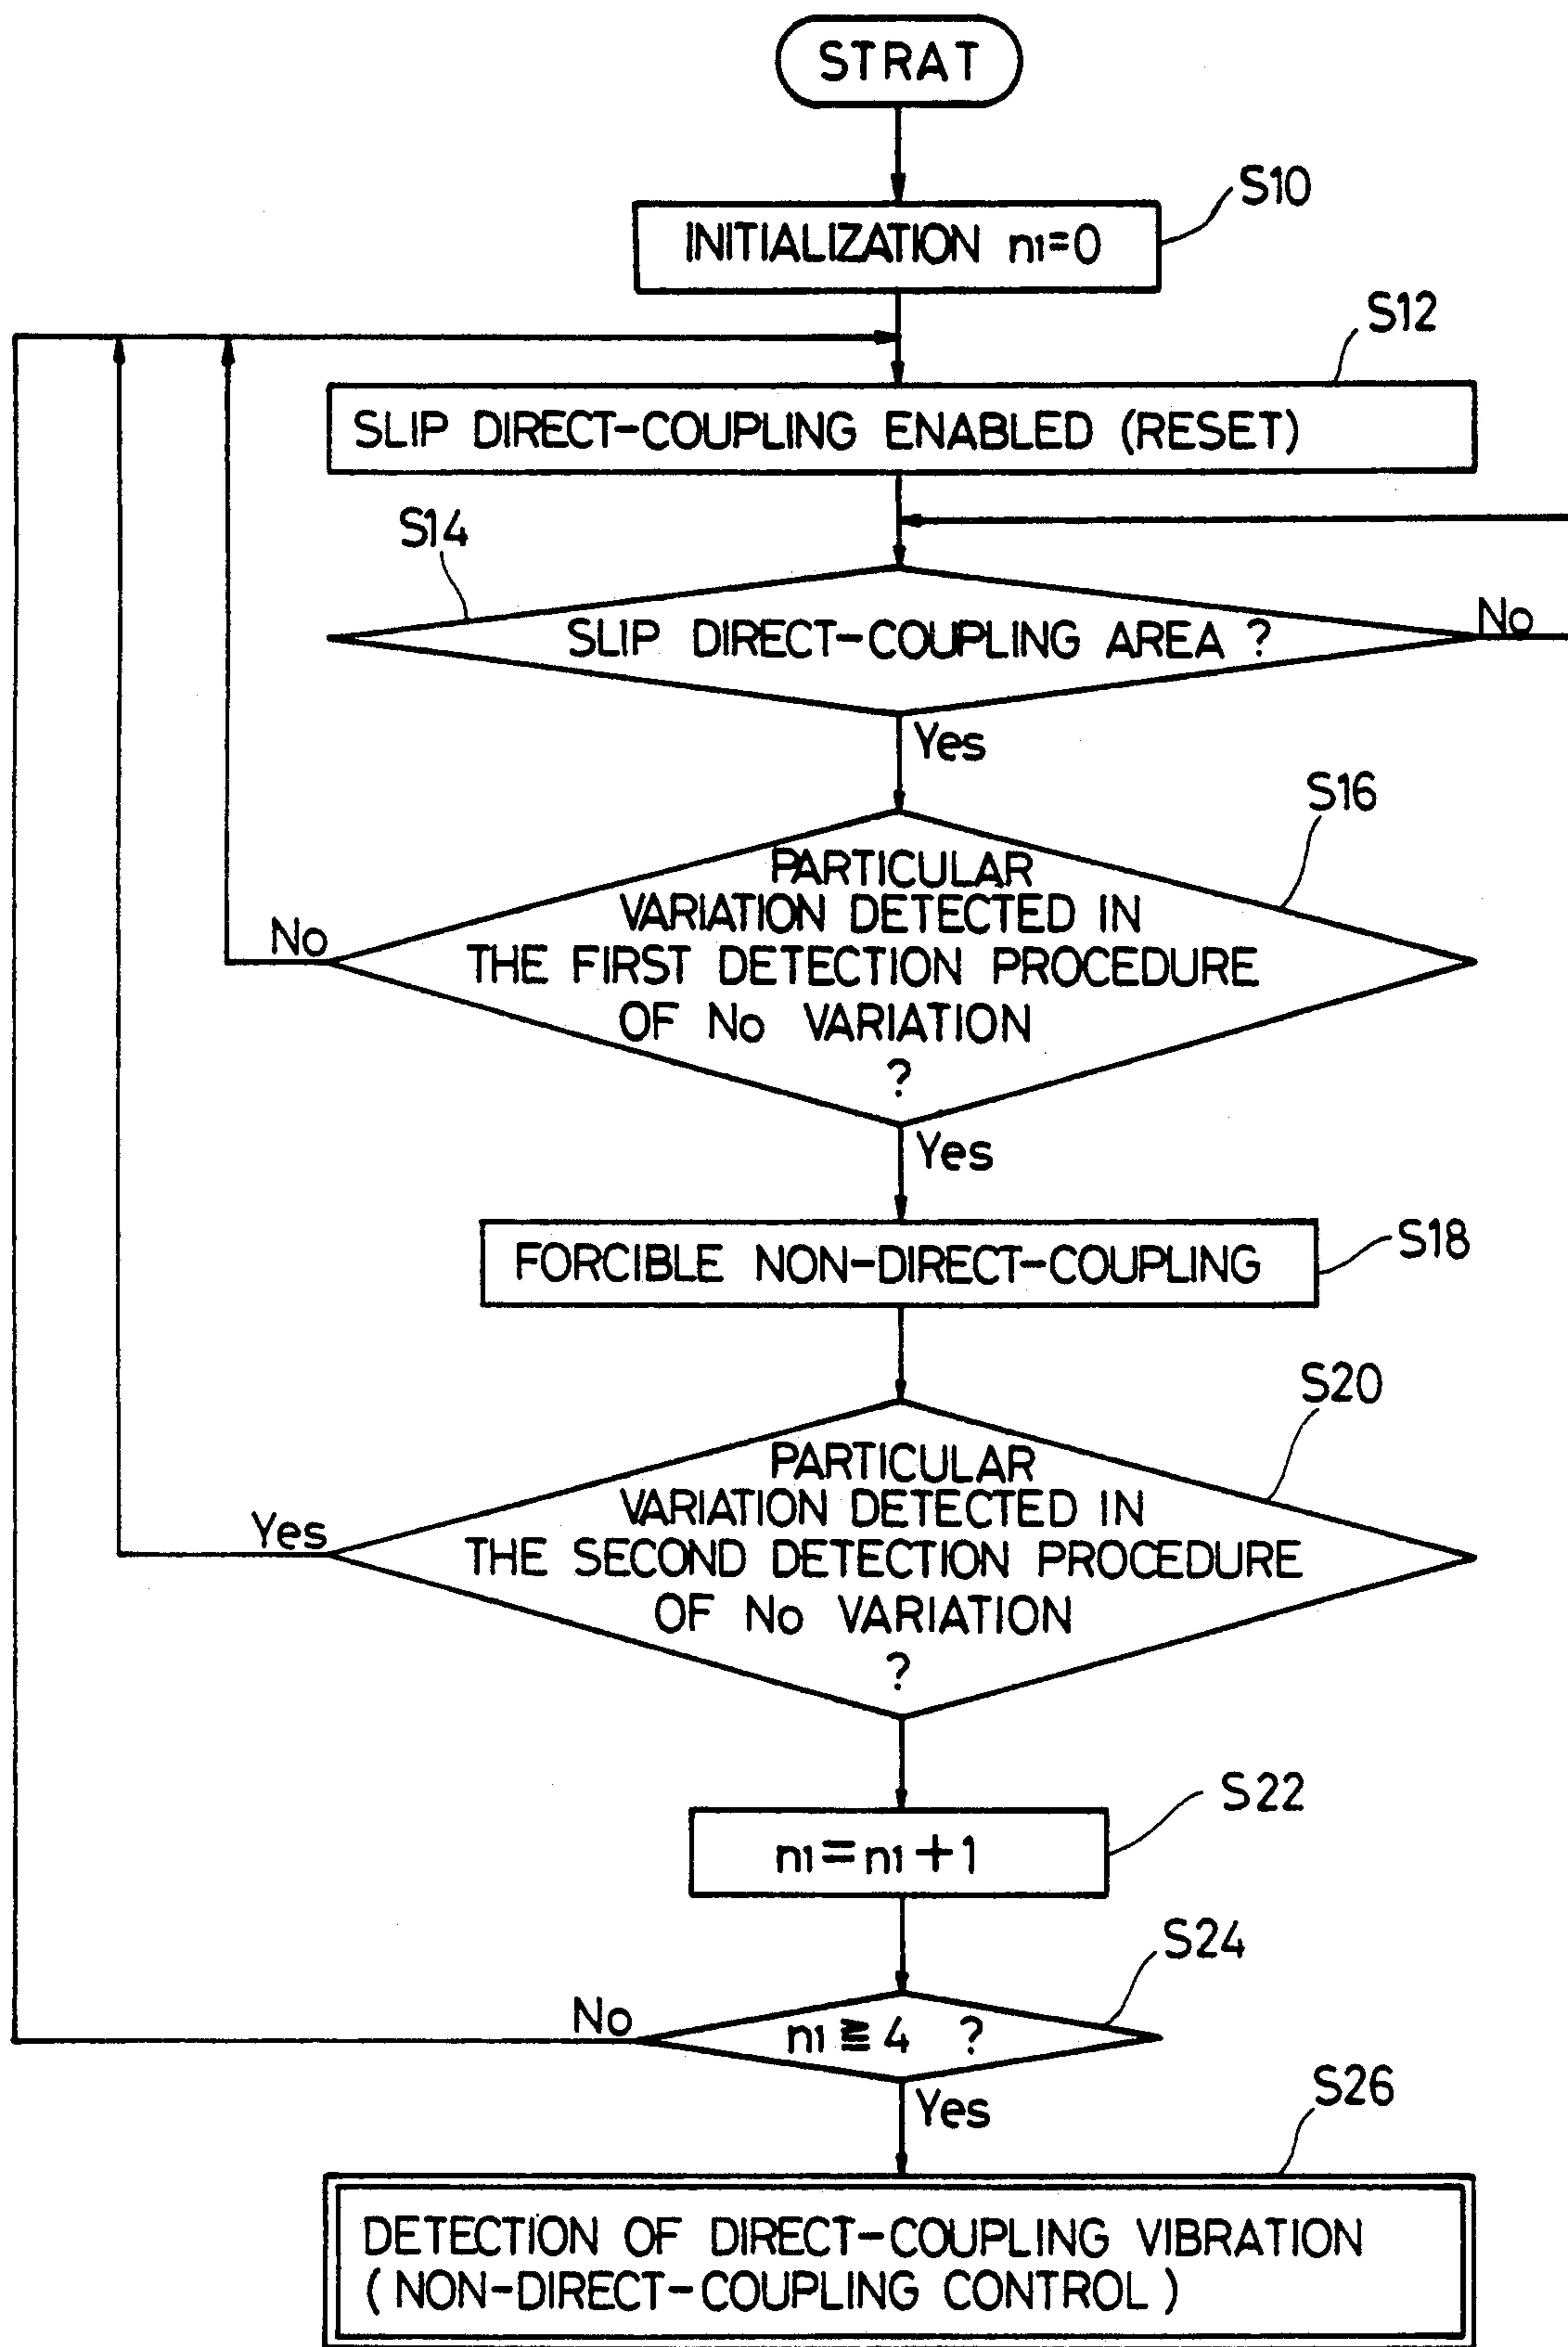 STRAT
S10
INITIALIZATION n1=0
S12
SLIP DIRECT-COUPLING ENABLED (RESET)
S14
SLIP DIRECT-COUPLING AREA ?
No
Yes
S16
PARTICULAR
VARIATION DETECTED IN
THE FIRST DETECTION PROCEDURE
OF No VARIATION
?
No
Yes
FORCIBLE NON-DIRECT-COUPLING
S18
S20
PARTICULAR
VARIATION DETECTED IN
THE SECOND DETECTION PROCEDURE
OF No VARIATION
?
Yes
S22
n1=n1+1
S24
No
n1≧4 ?
Yes
S26
DETECTION OF DIRECT-COUPLING VIBRATION
(NON-DIRECT-COUPLING CONTROL)